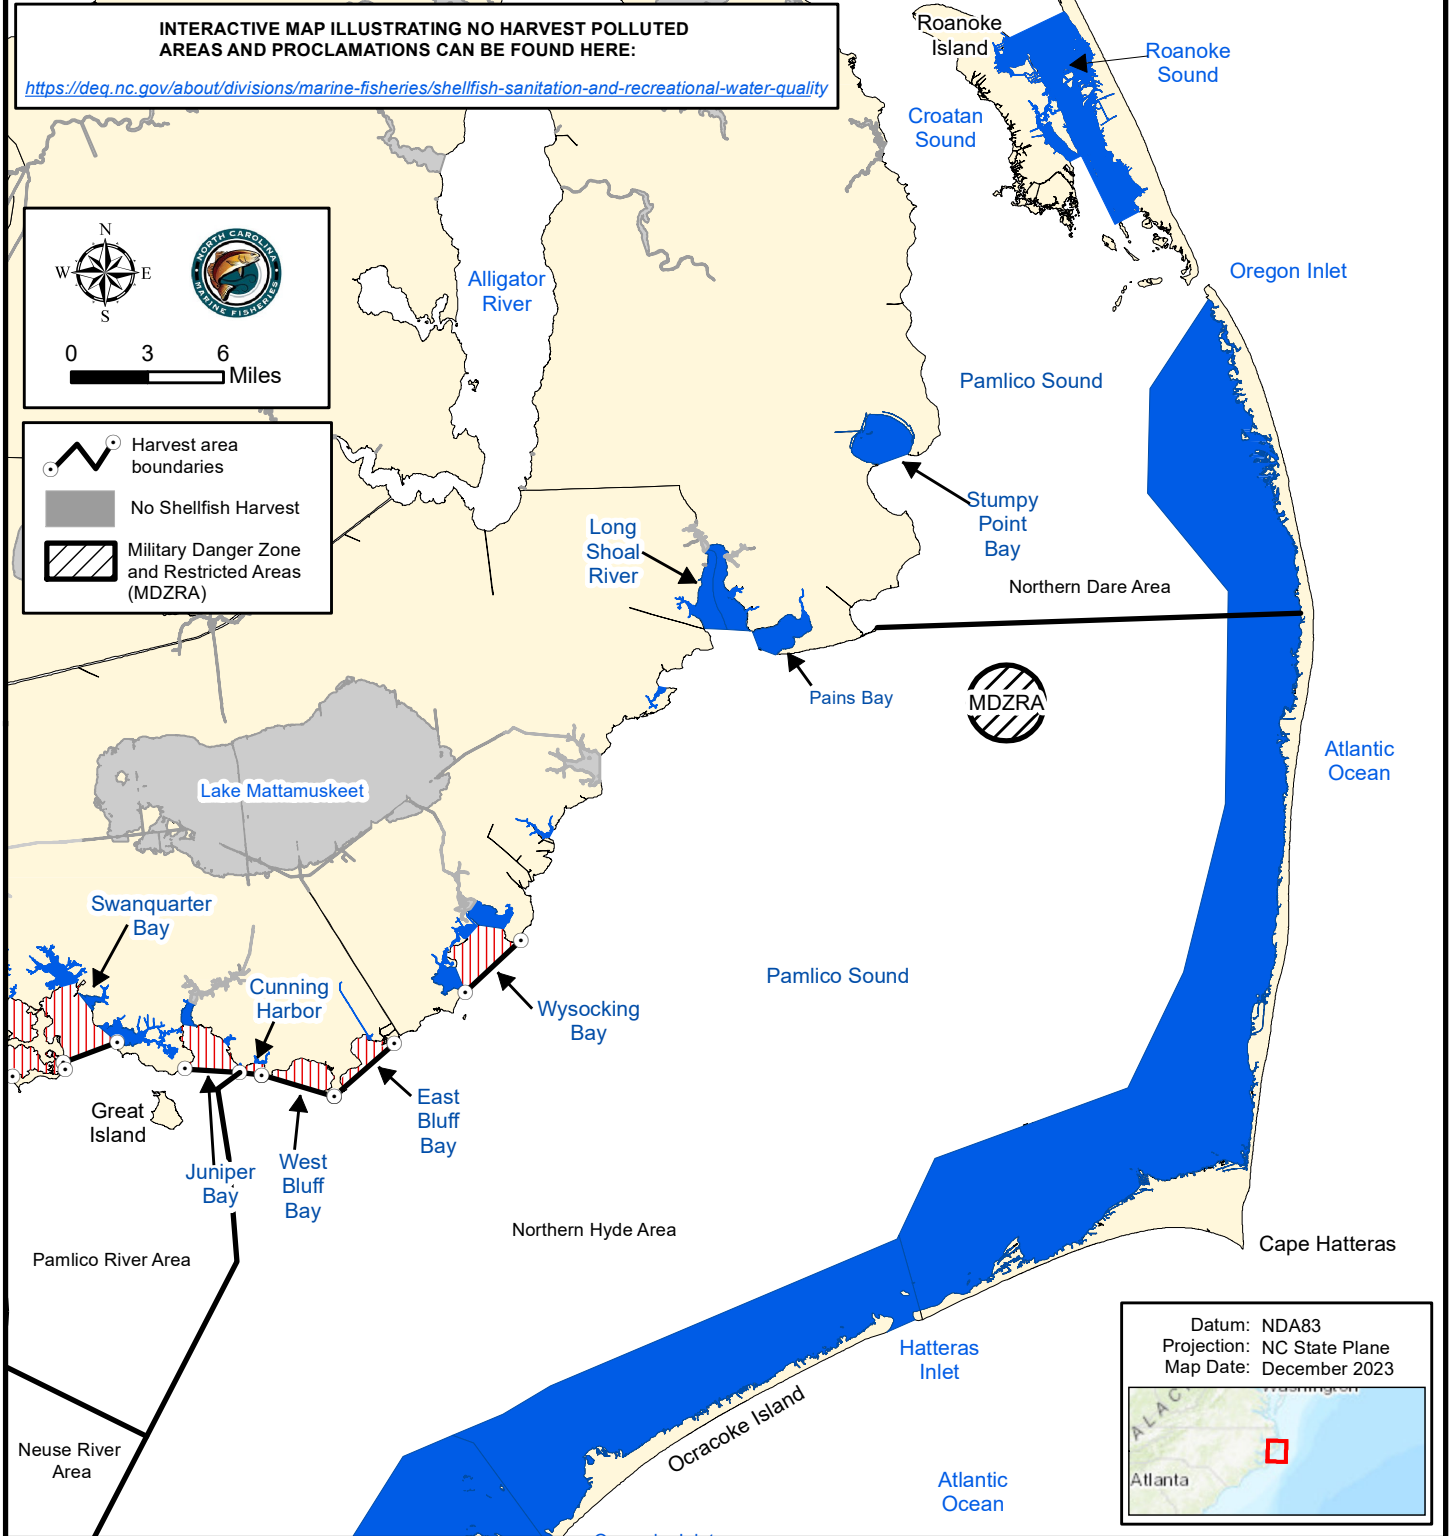 INTERACTIVE MAP ILLUSTRATING NO HARVEST POLLUTED
AREAS AND PROCLAMATIONS CAN BE FOUND HERE:
https://deq.nc.gov/about/divisions/marine-fisheries/shellfish-sanitation-and-recreational-water-quality
Roanoke
Island
Roanoke
Sound
Croatan
Sound
N
W
E
S
NORTH CAROLINA
MARINE FISHERIES
0
3
6
Miles
Alligator
River
Oregon Inlet
Pamlico Sound
Harvest area
boundaries
No Shellfish Harvest
Military Danger Zone
and Restricted Areas
(MDZRA)
Long
Shoal
River
Stumpy
Point
Bay
Northern Dare Area
Pains Bay
MDZRA
Atlantic
Ocean
Lake Mattamuskeet
Swanquarter
Bay
Cunning
Harbor
Wysocking
Bay
Pamlico Sound
Great
Island
East
Bluff
Bay
Juniper
Bay
West
Bluff
Bay
Northern Hyde Area
Pamlico River Area
Cape Hatteras
Hatteras
Inlet
Ocracoke Island
Neuse River
Area
Atlantic
Ocean
Datum: NDA83
Projection: NC State Plane
Map Date: December 2023
Washington
Atlanta